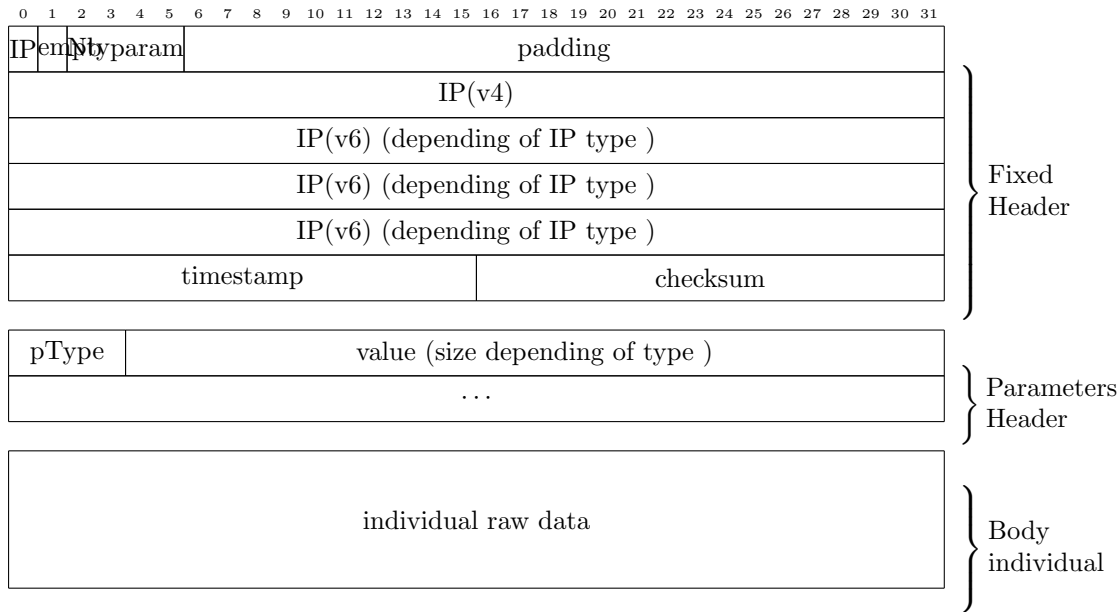 0 1 2 3 4 5 6 7 8 9 10 11 12 13 14 15 16 17 18 19 20 21 22 23 24 25 26 27 28 29 30 31
IP empty Nb param padding
IP(v4)
IP(v6) (depending of IP type )
IP(v6) (depending of IP type )
IP(v6) (depending of IP type )
timestamp checksum
Fixed
Header
pType value (size depending of type )
...
Parameters
Header
individual raw data
Body
individual